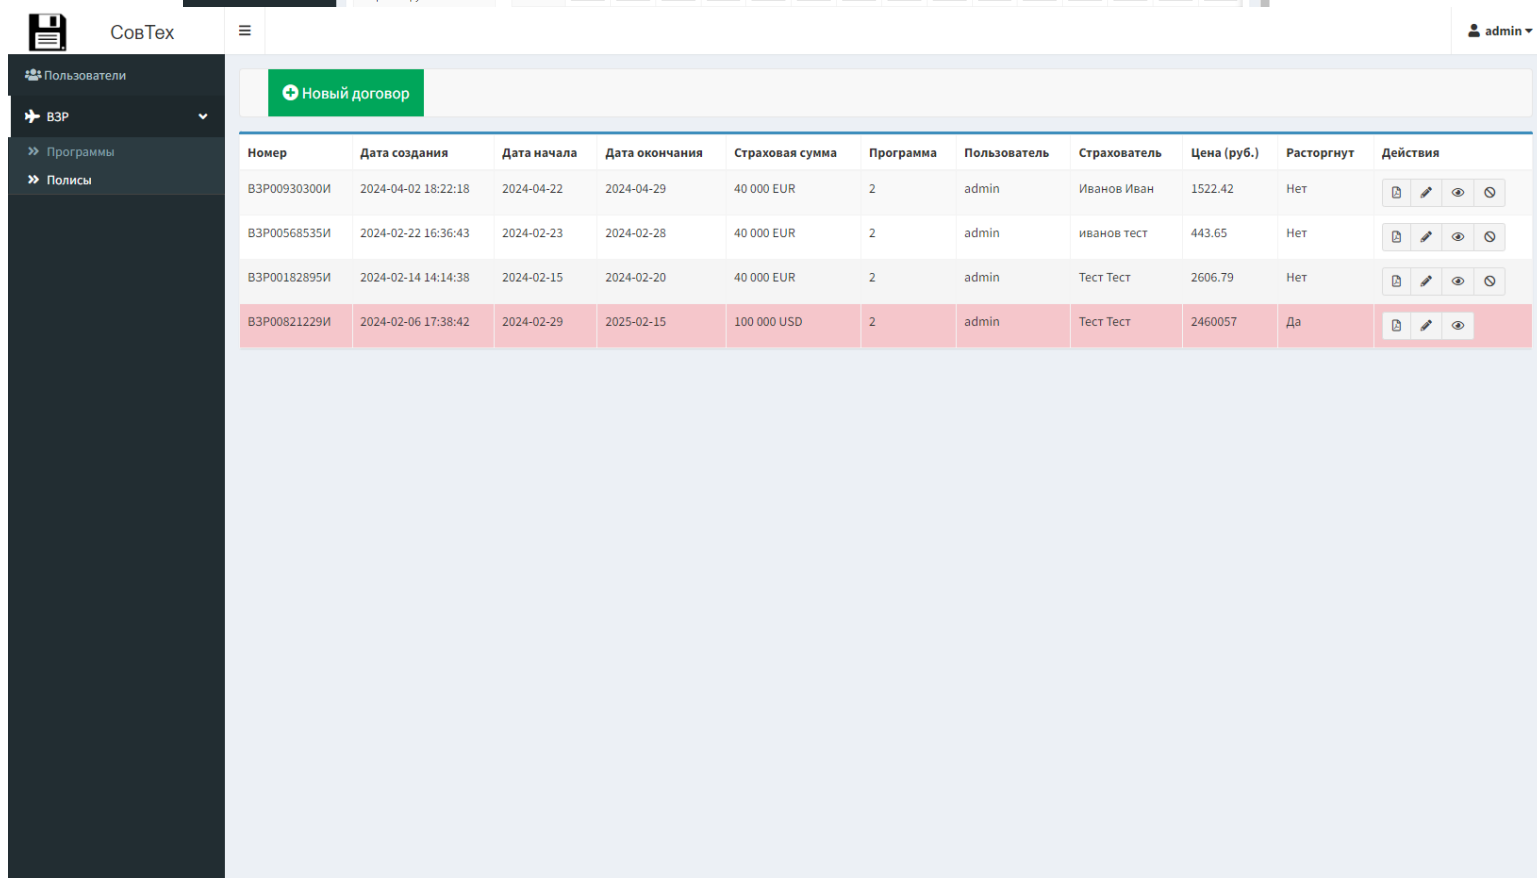 СовТех
admin
Пользователи
ВЗР
Программы
Полисы
Новый договор
Номер Дата создания Дата начала Дата окончания Страховая сумма Программа Пользователь Страхователь Цена (руб.) Расторгнут Действия
ВЗР00930300И 2024-04-02 18:22:18 2024-04-22 2024-04-29 40 000 EUR 2 admin Иванов Иван 1522.42 Нет
ВЗР00568535И 2024-02-22 16:36:43 2024-02-23 2024-02-28 40 000 EUR 2 admin иванов тест 443.65 Нет
ВЗР00182895И 2024-02-14 14:14:38 2024-02-15 2024-02-20 40 000 EUR 2 admin Тест Тест 2606.79 Нет
ВЗР00821229И 2024-02-06 17:38:42 2024-02-29 2025-02-15 100 000 USD 2 admin Тест Тест 2460057 Да